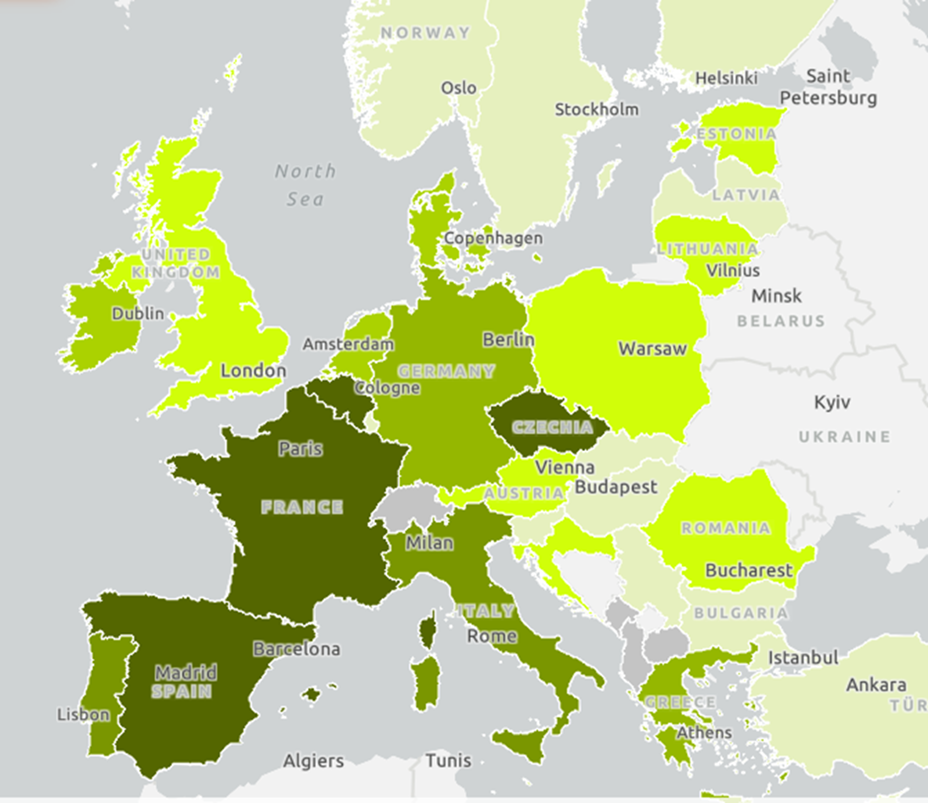 NORWAY
Oslo
Stockholm
Helsinki
Saint
Petersburg
ESTONIA
LATVIA
North
Sea
Copenhagen
LITHUANIA
Vilnius
UNITED
KINGDOM
Minsk
BELARUS
Dublin
Amsterdam
Berlin
Warsaw
London
GERMANY
Cologne
Kyiv
UKRAINE
CZECHIA
Paris
Vienna
Budapest
AUSTRIA
FRANCE
ROMANIA
Milan
Bucharest
ITALY
BULGARIA
Rome
Barcelona
Istanbul
Madrid
SPAIN
Ankara
GREECE
TÜR
Lisbon
Athens
Algiers
Tunis